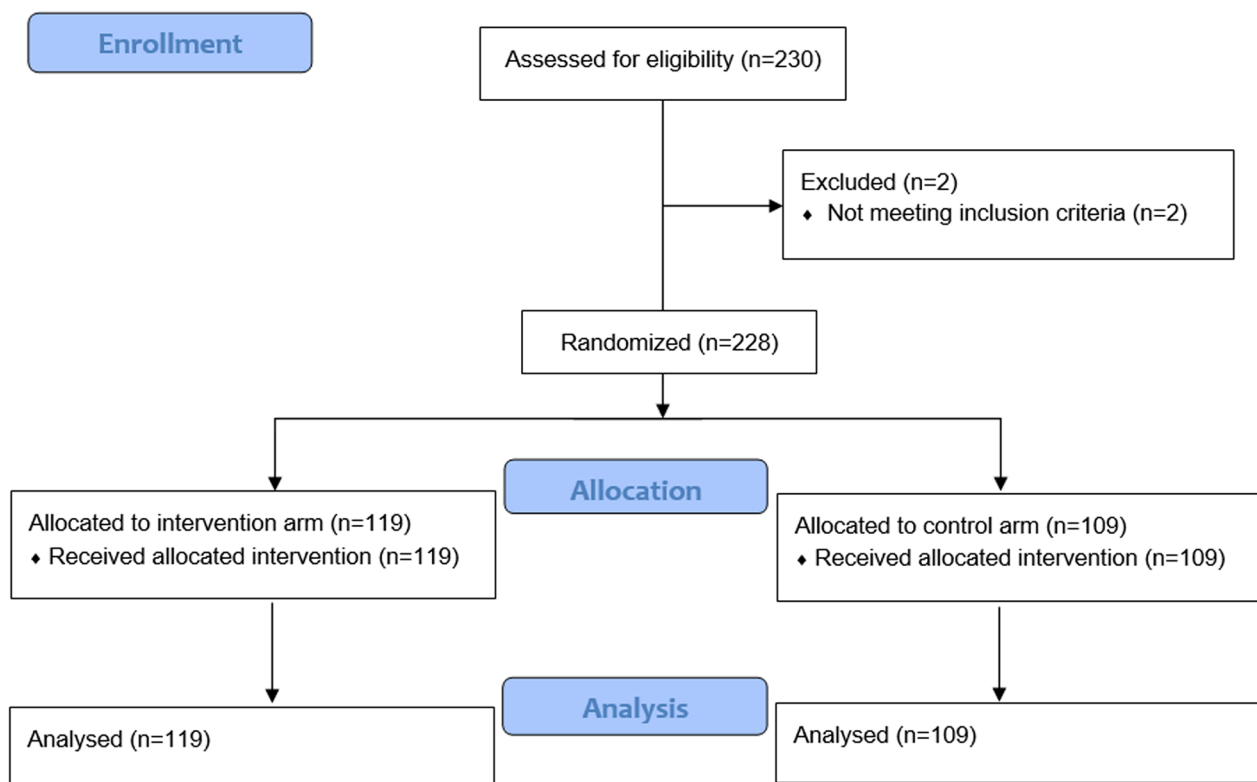 Enrollment
Assessed for eligibility (n=230)
Excluded (n=2)
♦ Not meeting inclusion criteria (n=2)
Randomized (n=228)
Allocation
Allocated to intervention arm (n=119)
♦ Received allocated intervention (n=119)
Allocated to control arm (n=109)
♦ Received allocated intervention (n=109)
Analysis
Analysed (n=119)
Analysed (n=109)